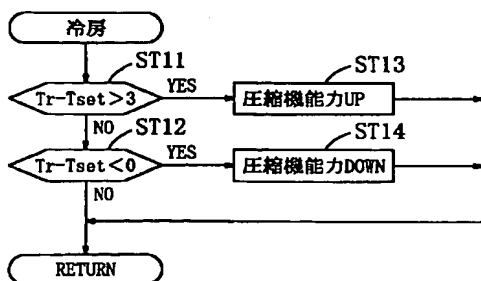 冷房
ST11
Tr-Tset>3
YES
ST13
圧縮機能力UP
NO
ST12
Tr-Tset<0
YES
ST14
圧縮機能力DOWN
NO
RETURN